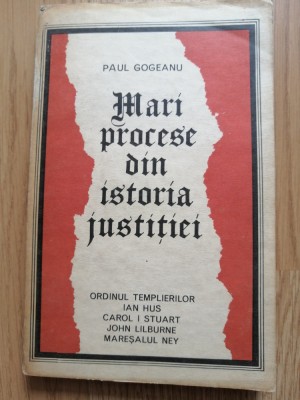 PAUL GOGEANU
Mari
procese
din
istoria
justiției
ORDINUL TEMPLIERILOR
IAN HUS
CAROL I STUART
JOHN LILBURNE
MAREȘALUL NEY